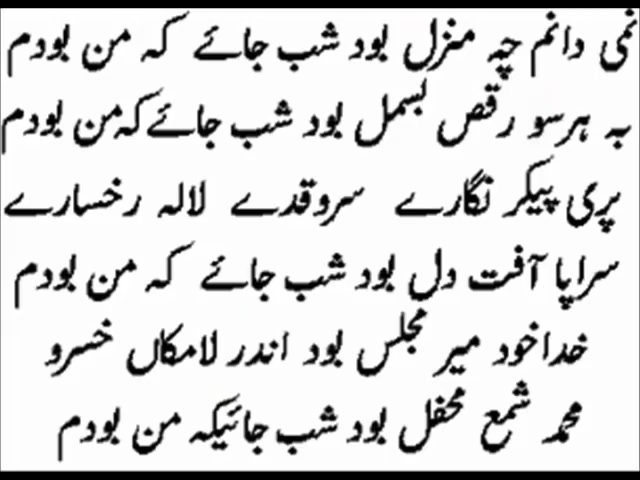 نمی دانم چہ منزل بود شب جائے کہ من بودم
بہ ہر سو رقص بسمل بود شب جائے کہ من بودم
پری پیکر نگارے سرو قدے لالہ رخسارے
سراپا آفت دل بود شب جائے کہ من بودم
خدا خود میر مجلس بود اندر لامکاں خسرو
محمد شمع محفل بود شب جائیکہ من بودم